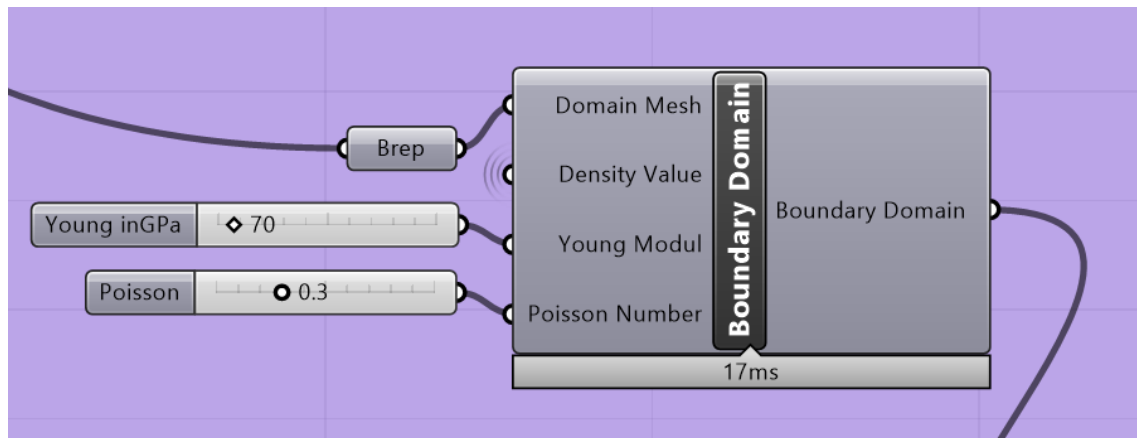 Brep
Young inGPa
70
Poisson
0.3
Domain Mesh
Density Value
Young Modul
Poisson Number
Boundary Domain
Boundary Domain
17ms